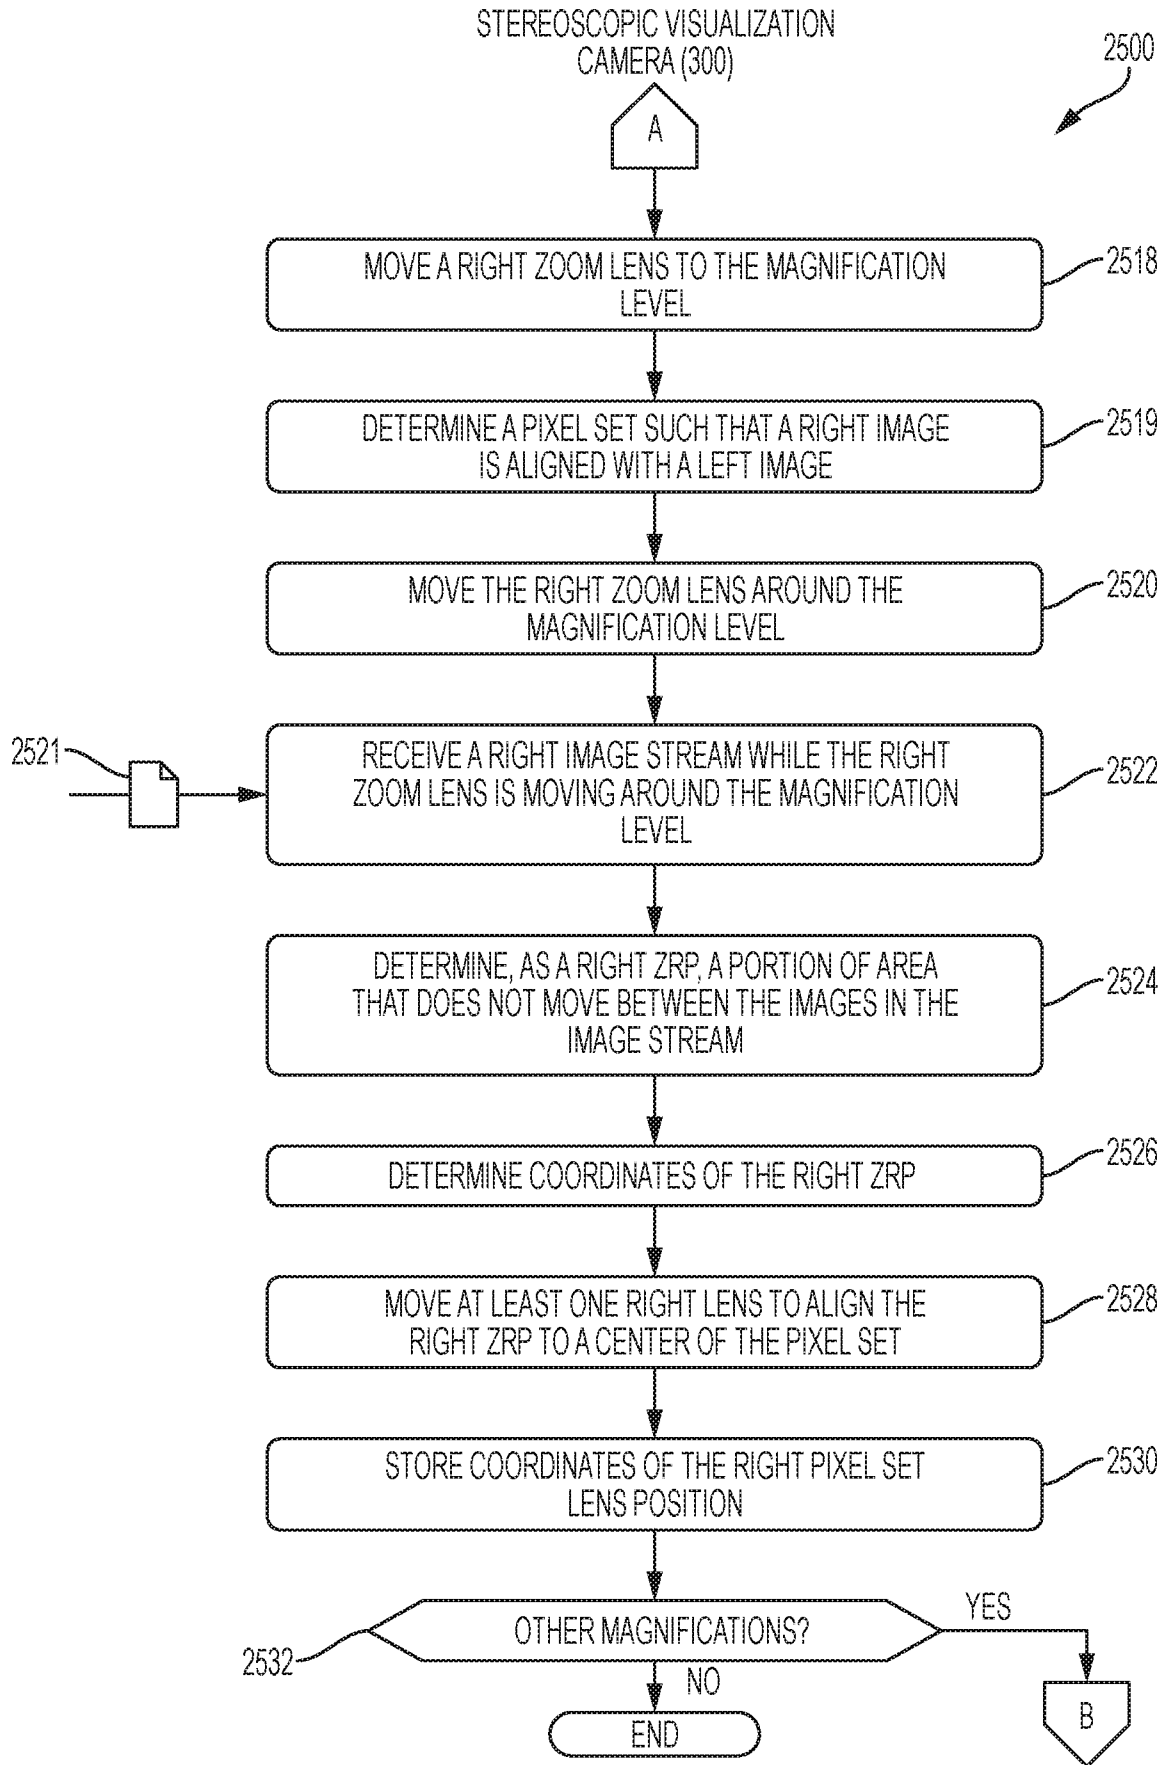 STEREOSCOPIC VISUALIZATION
CAMERA (300)
2500
A
MOVE A RIGHT ZOOM LENS TO THE MAGNIFICATION
LEVEL
2518
DETERMINE A PIXEL SET SUCH THAT A RIGHT IMAGE
IS ALIGNED WITH A LEFT IMAGE
2519
MOVE THE RIGHT ZOOM LENS AROUND THE
MAGNIFICATION LEVEL
2520
2521
RECEIVE A RIGHT IMAGE STREAM WHILE THE RIGHT
ZOOM LENS IS MOVING AROUND THE MAGNIFICATION
LEVEL
2522
DETERMINE, AS A RIGHT ZRP, A PORTION OF AREA
THAT DOES NOT MOVE BETWEEN THE IMAGES IN THE
IMAGE STREAM
2524
DETERMINE COORDINATES OF THE RIGHT ZRP
2526
MOVE AT LEAST ONE RIGHT LENS TO ALIGN THE
RIGHT ZRP TO A CENTER OF THE PIXEL SET
2528
STORE COORDINATES OF THE RIGHT PIXEL SET
LENS POSITION
2530
OTHER MAGNIFICATIONS?
YES
2532
NO
B
END